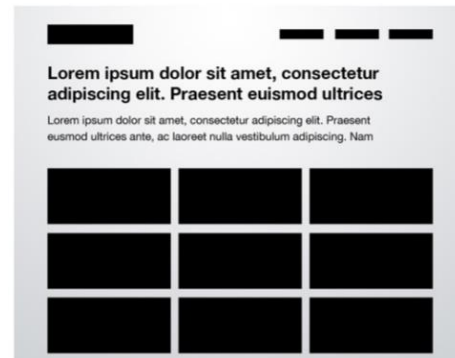 Lorem ipsum dolor sit amet, consectetur
adipiscing elit. Praesent euismod ultrices
Lorem ipsum dolor sit amet, consectetur adipiscing elit. Praesent
eusmod ultrices ante, ac laoreet nulla vestibulum adipiscing. Nam